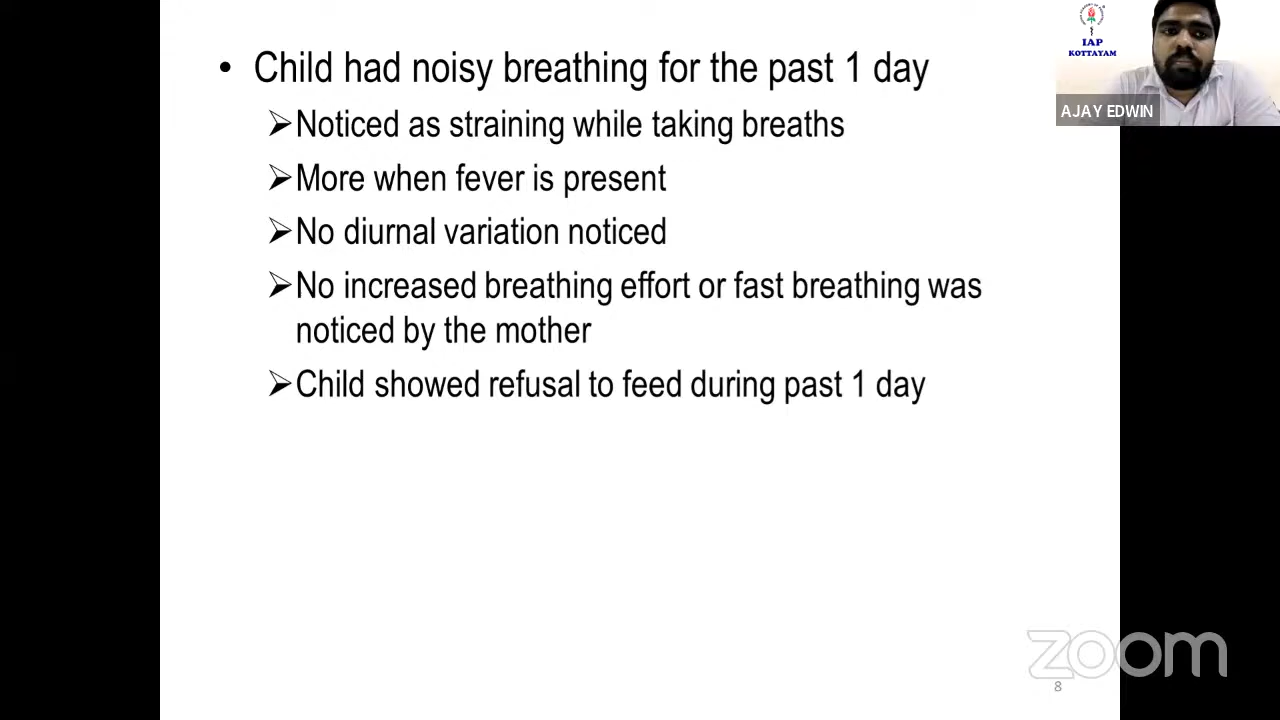 • Child had noisy breathing for the past 1 day
➢Noticed as straining while taking breaths
➢More when fever is present
➢No diurnal variation noticed
➢No increased breathing effort or fast breathing was
noticed by the mother
➢Child showed refusal to feed during past 1 day
IAP
KOTTAYAM
AJAY EDWIN
zoom
8